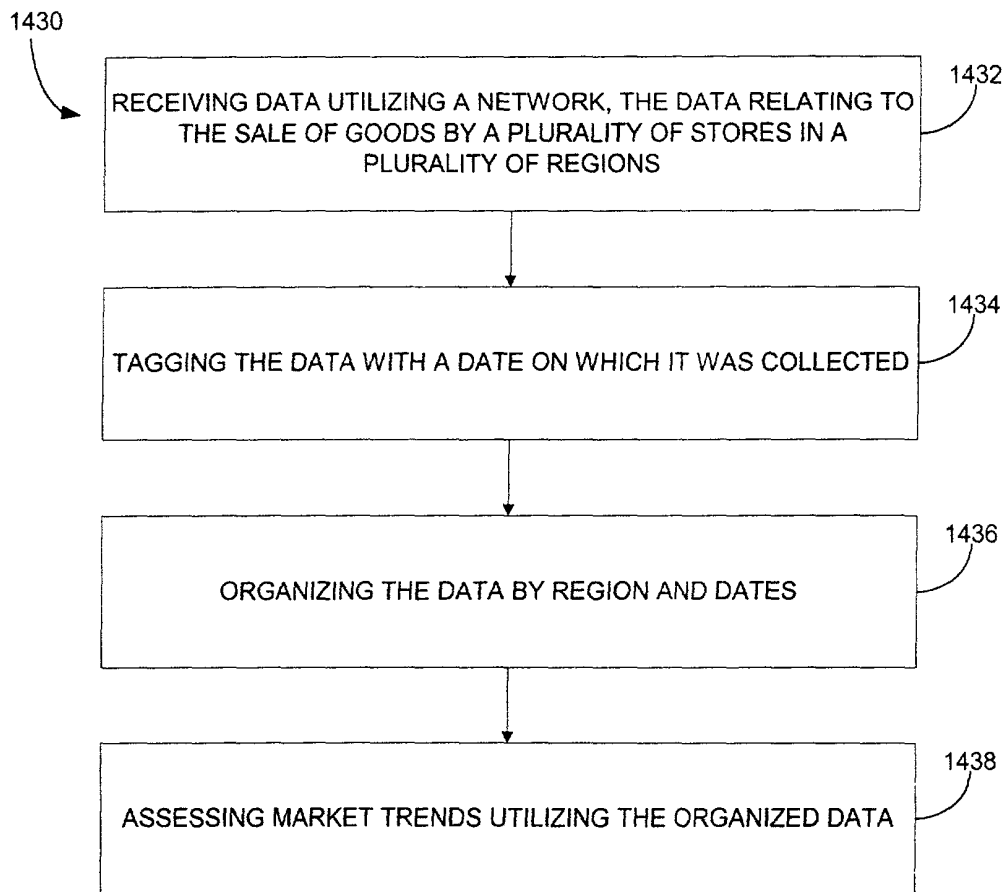 1430
1432
RECEIVING DATA UTILIZING A NETWORK, THE DATA RELATING TO
THE SALE OF GOODS BY A PLURALITY OF STORES IN A
PLURALITY OF REGIONS
1434
TAGGING THE DATA WITH A DATE ON WHICH IT WAS COLLECTED
1436
ORGANIZING THE DATA BY REGION AND DATES
1438
ASSESSING MARKET TRENDS UTILIZING THE ORGANIZED DATA